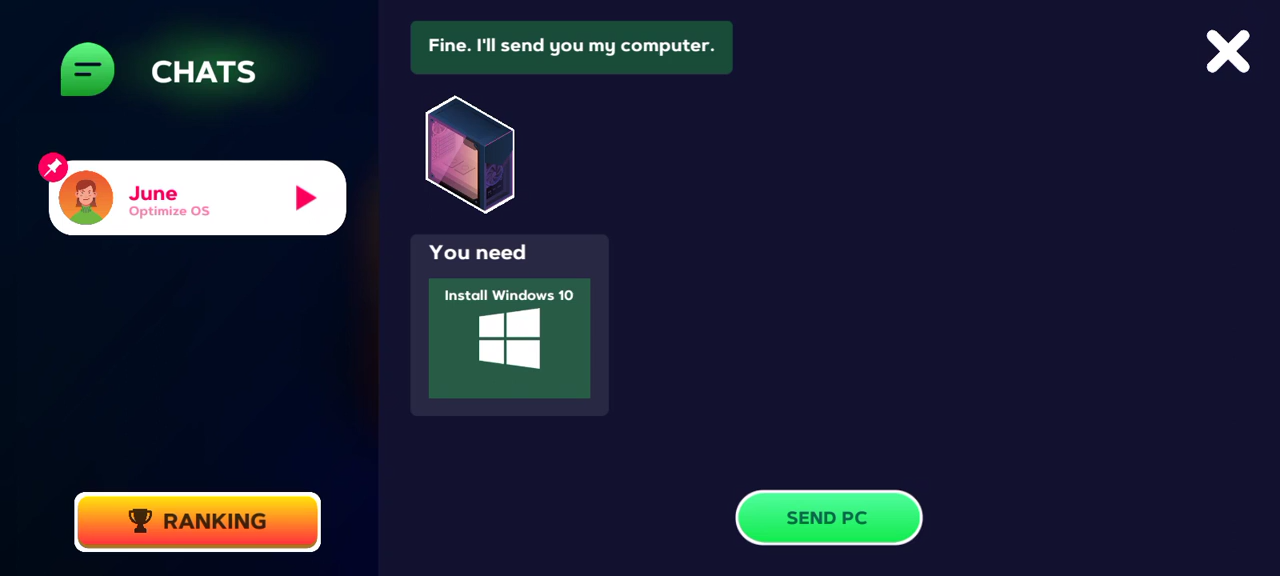 CHATS
June
Optimize OS
RANKING
Fine. I'll send you my computer.
You need
Install Windows 10
SEND PC